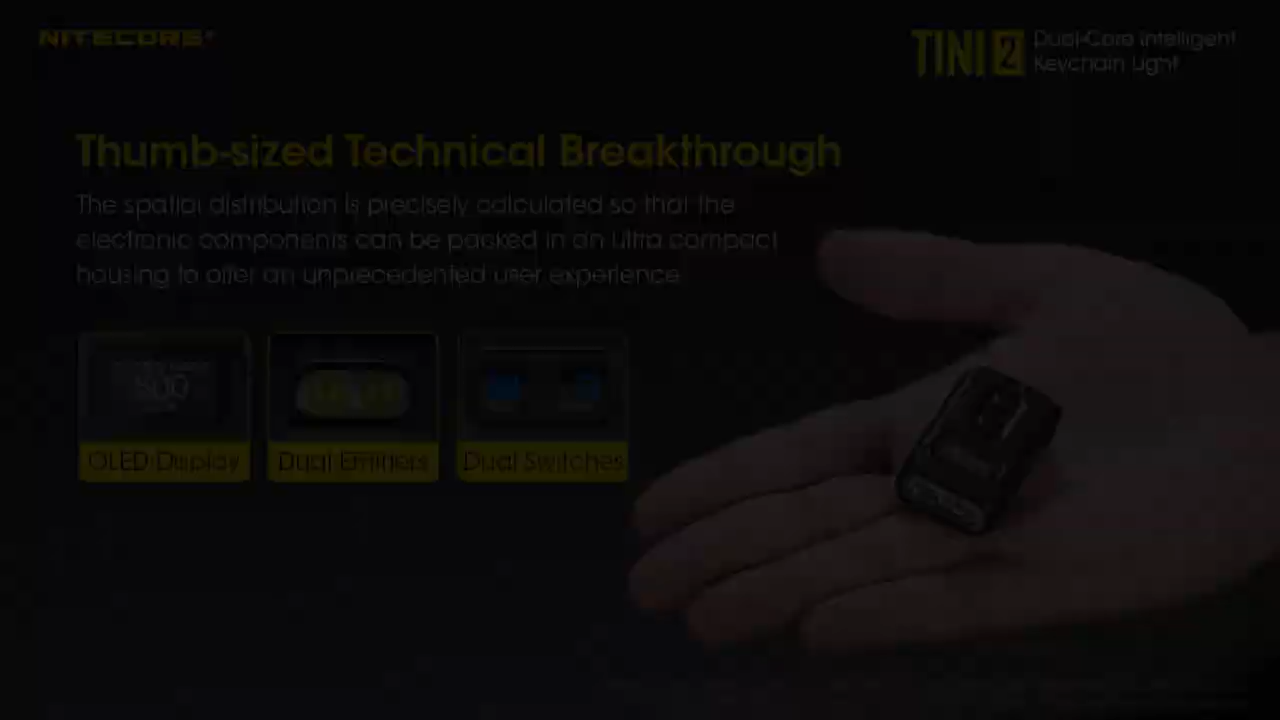 NITECORE®
TINI 2
Dual-Core Intelligent
Keychain Light
Thumb-sized Technical Breakthrough
The spatial distribution is precisely calculated so that the
electronic components can be packed in an ultra compact
housing to offer an unprecedented user experience.
500
OLED Display
Dual Emitters
Dual Switches